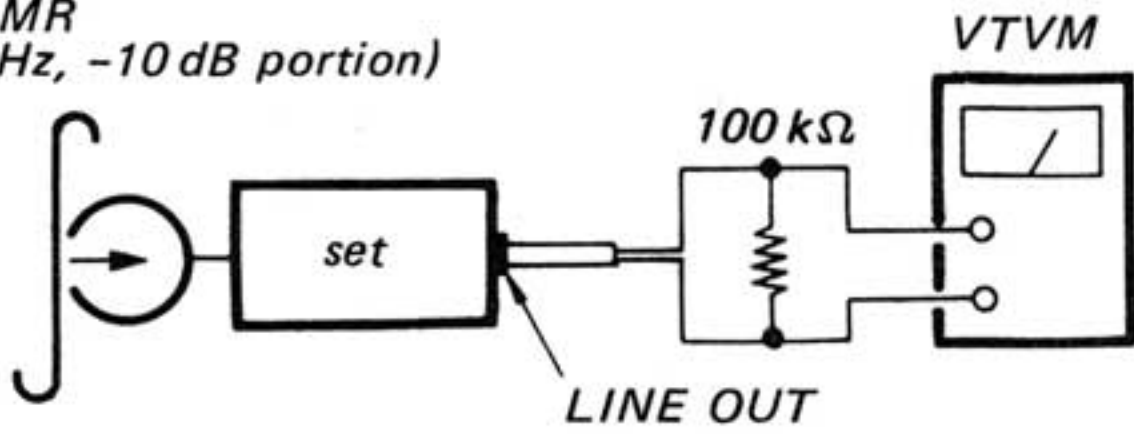 MR
Hz, –10 dB portion)
VTVM
100 kΩ
set
LINE OUT